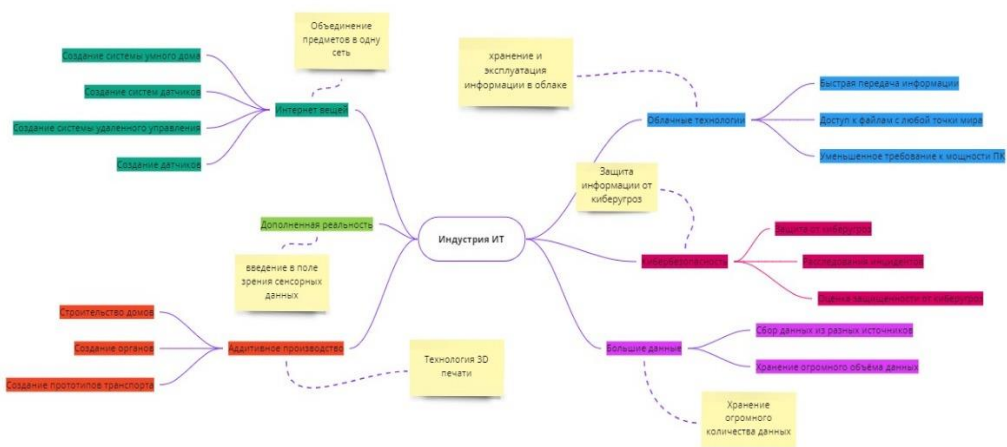 Индустрия ИТ
Объединение
предметов в одну
сеть
Интернет вещей
Создание системы умного дома
Создание систем датчиков
Создание системы удаленного управления
Создание датчиков
Дополненная реальность
введение в поле
зрения сенсорных
данных
Аддитивное производство
Строительство домов
Создание органов
Создание прототипов транспорта
Технология 3D
печати
хранение и
эксплуатация
информации в облаке
Облачные технологии
Быстрая передача информации
Доступ к файлам с любой точки мира
Уменьшенное требование к мощности ПК
Защита
информации от
киберугроз
Кибербезопасность
Защита от киберугроз
Расследования инцидентов
Оценка защищенности от киберугроз
Большие данные
Сбор данных из разных источников
Хранение огромного объёма данных
Хранение
огромного
количества данных